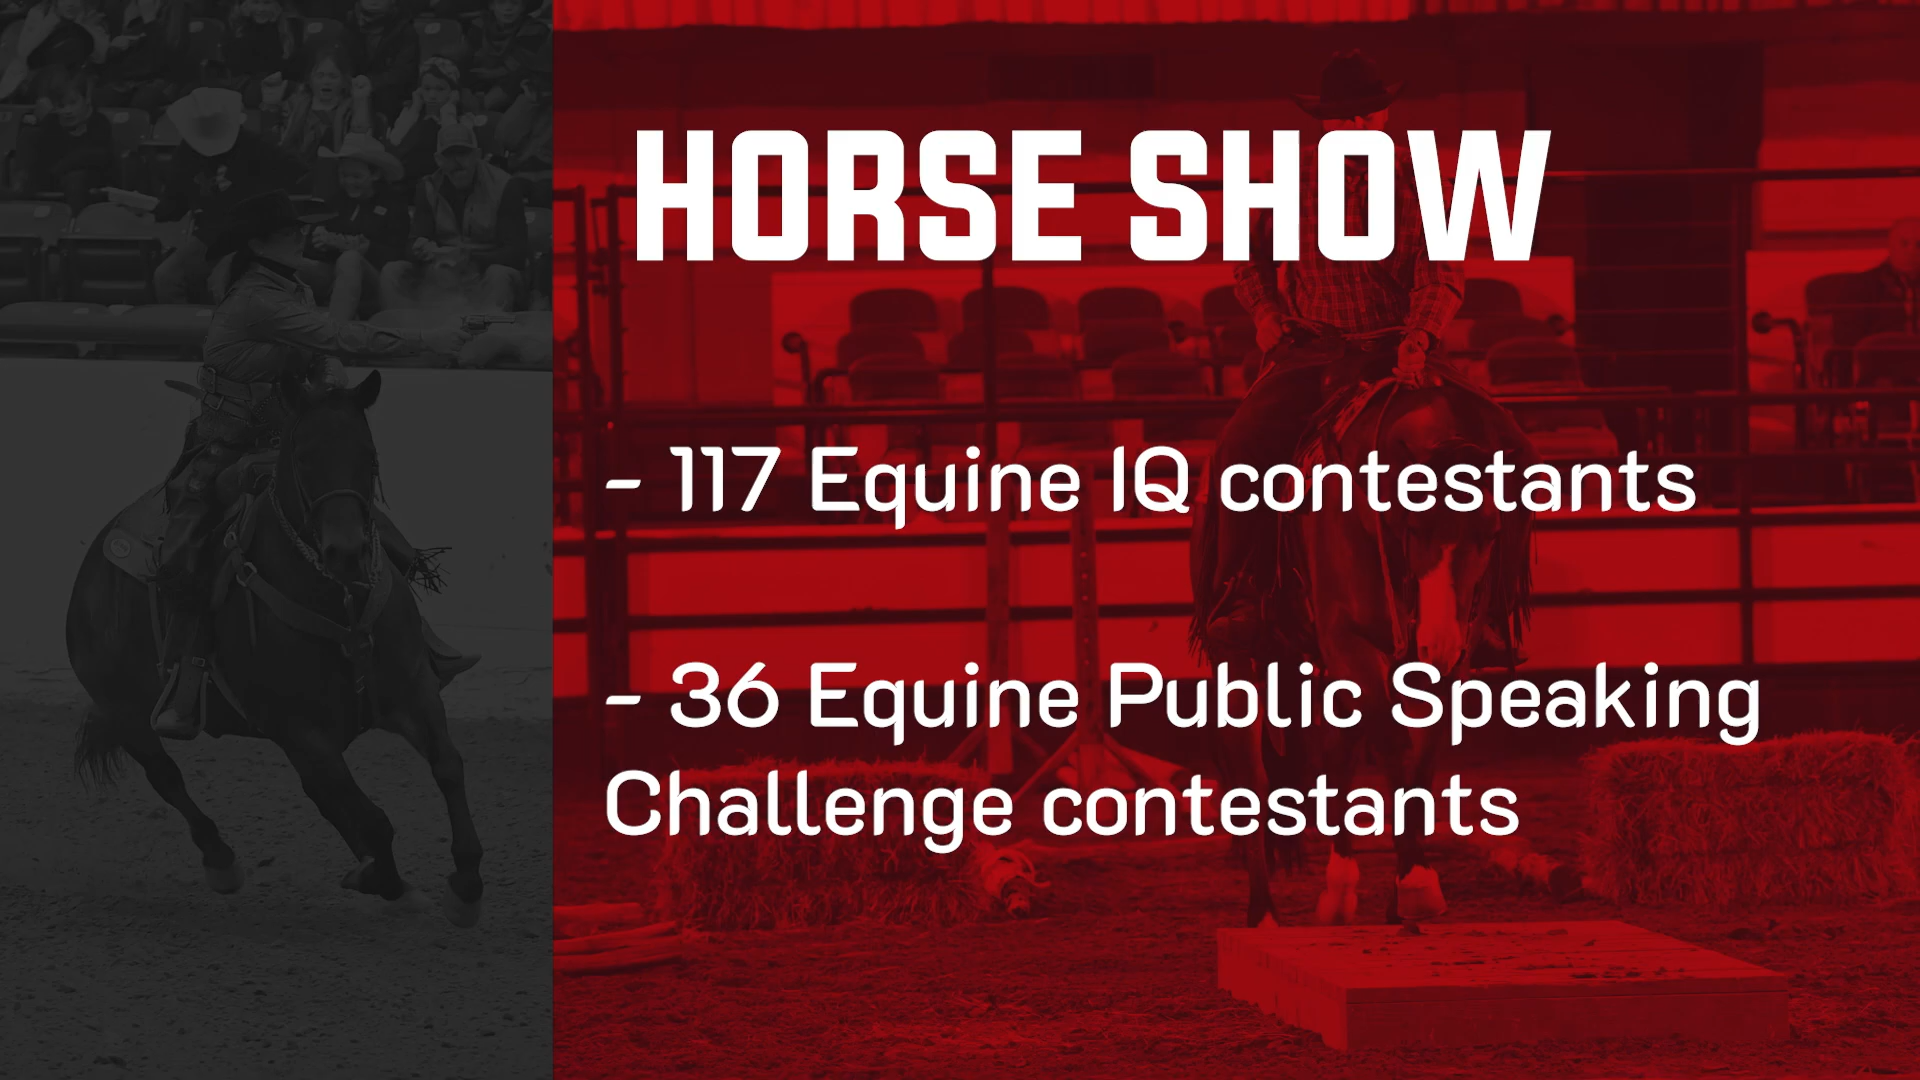 HORSE SHOW
- 117 Equine IQ contestants
- 36 Equine Public Speaking
Challenge contestants